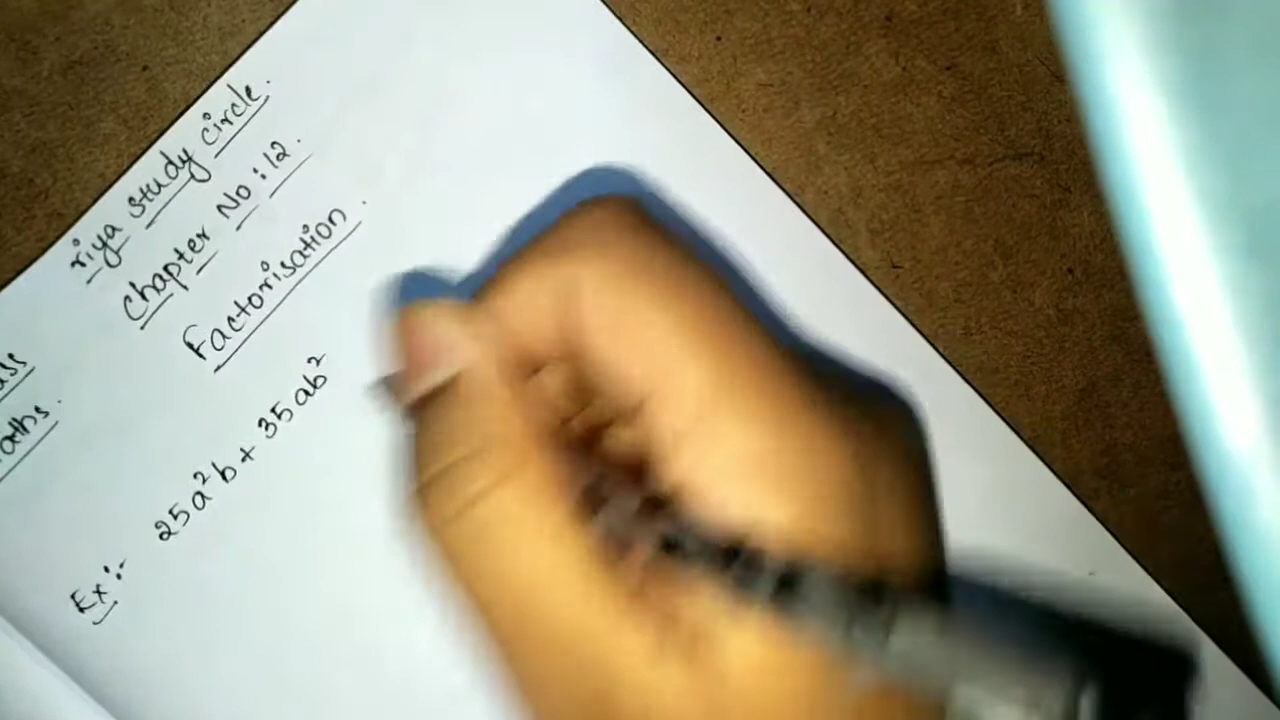 riya study circle.
Chapter No : 12.
Factorisation.
Ex :- 25a²b + 35ab²